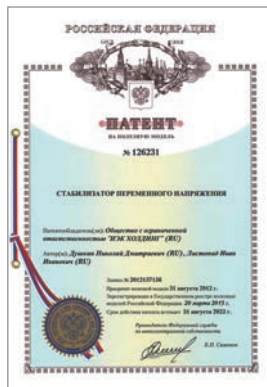 РОССИЙСКАЯ ФЕДЕРАЦИЯ
ПАТЕНТ
НА ПОЛЕЗНУЮ МОДЕЛЬ
№ 126231
СТАБИЛИЗАТОР ПЕРЕМЕННОГО НАПРЯЖЕНИЯ
Патентообладатель(ли): Общество с ограниченной
ответственностью "ИЭК ХОЛДИНГ" (RU)
Автор(ы): Николай Дмитриевич (RU), Листопад Иван
Иванович (RU)
Заявка № 2012137136
Приоритет полезной модели 31 августа 2012 г.
Зарегистрировано в Государственном реестре полезных
моделей Российской Федерации 20 марта 2013 г.
Срок действия патента истекает 31 августа 2022 г.
Руководитель Федеральной службы
по интеллектуальной собственности
Б.П. Симонов